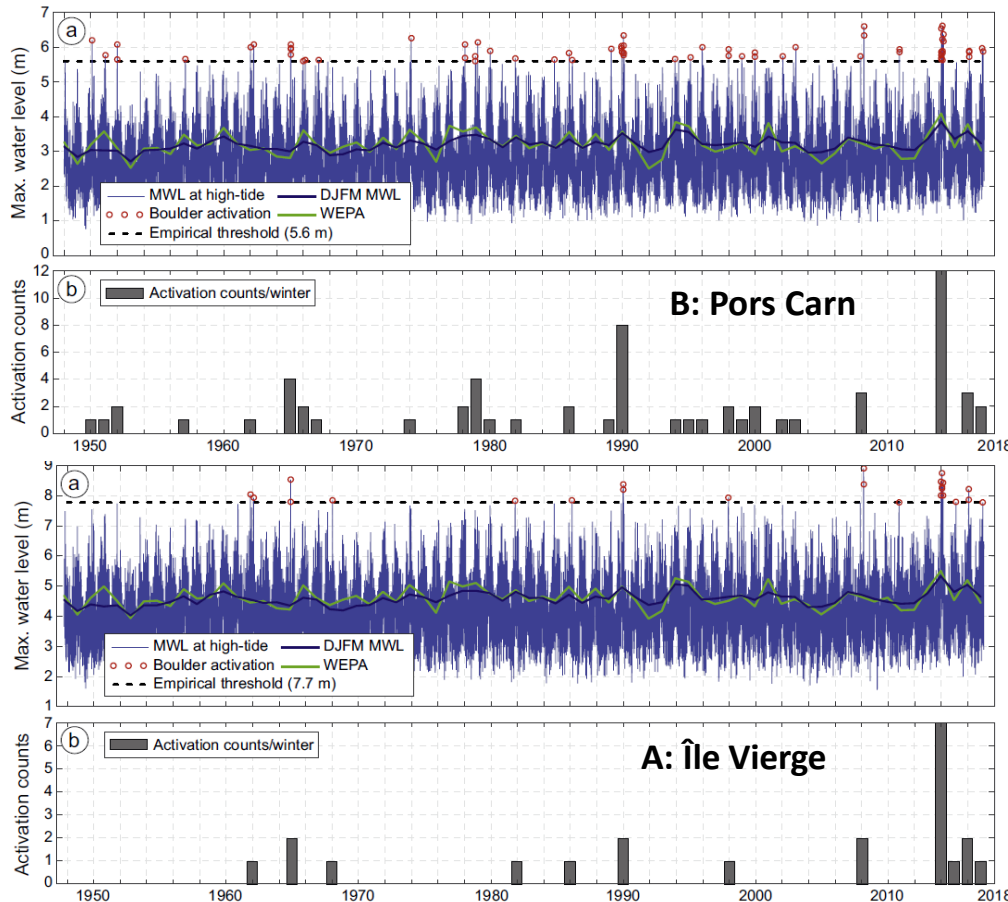 a
Max. water level (m)
7
6
5
4
3
2
1
0
MWL at high-tide
DJFM MWL
Boulder activation
WEPA
Empirical threshold (5.6 m)
b
Activation counts/winter
B: Pors Carn
Activation counts
12
10
8
6
4
2
0
1950 1960 1970 1980 1990 2000 2010 2018
a
Max. water level (m)
9
8
7
6
5
4
3
2
1
MWL at high-tide
DJFM MWL
Boulder activation
WEPA
Empirical threshold (7.7 m)
b
Activation counts/winter
A: Île Vierge
Activation counts
7
6
5
4
3
2
1
0
1950 1960 1970 1980 1990 2000 2010 2018